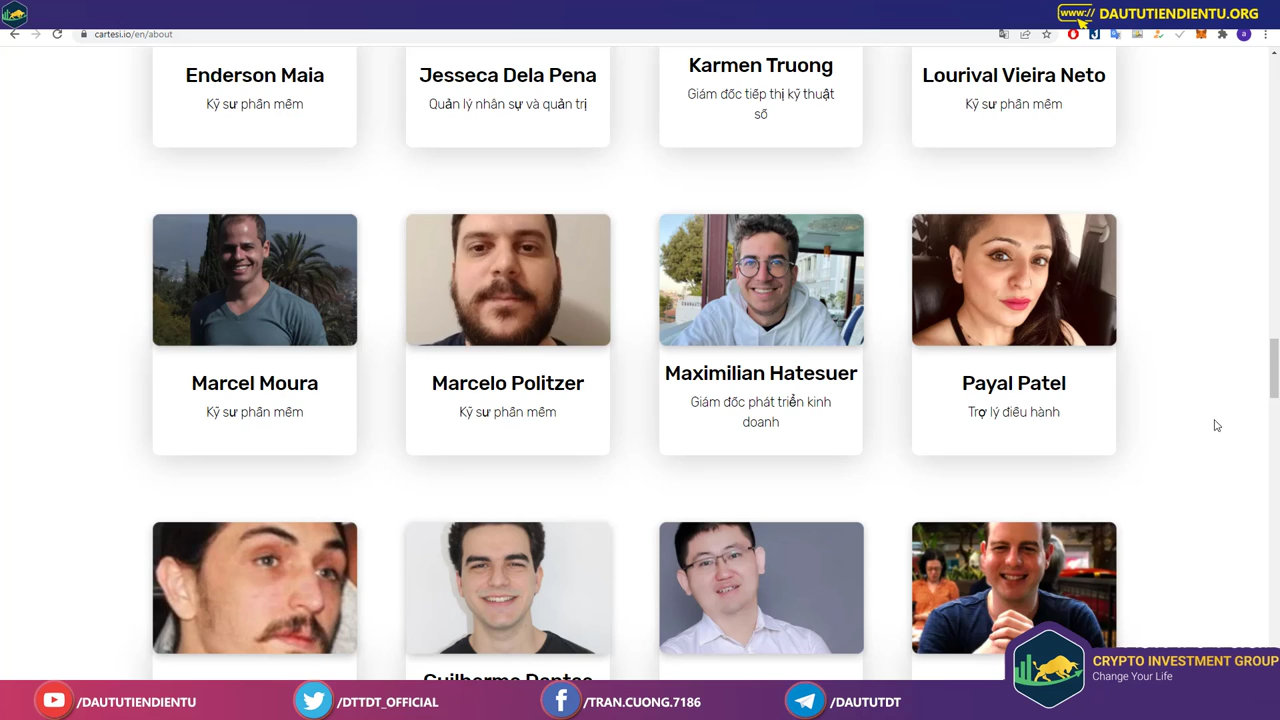 www:// DAUTUTIENDIENTU.ORG
cartesi.io/en/about
a
Enderson Maia
Kỹ sư phần mềm
Jesseca Dela Pena
Quản lý nhân sự và quản trị
Karmen Truong
Giám đốc tiếp thị kỹ thuật
số
Lourival Vieira Neto
Kỹ sư phần mềm
Marcel Moura
Kỹ sư phần mềm
Marcelo Politzer
Kỹ sư phần mềm
Maximilian Hatesuer
Giám đốc phát triển kinh
doanh
Payal Patel
Trợ lý điều hành
CRYPTO INVESTMENT GROUP
Change Your Life
/DAUTUTIENDIENTU
/DTTDT_OFFICIAL
/TRAN.CUONG.7186
/DAUTUTDT